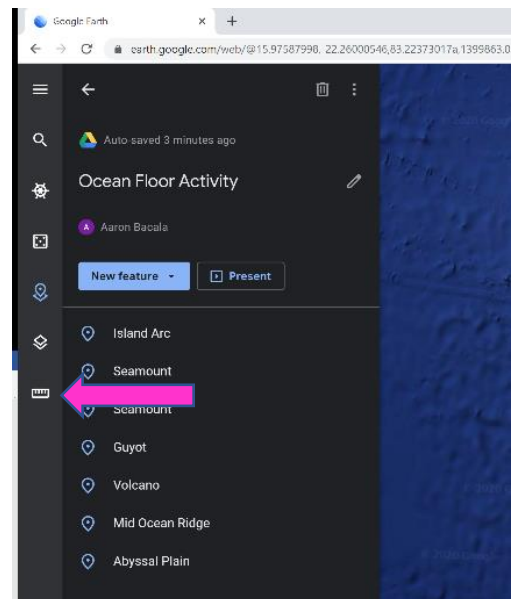 Google Earth
earth.google.com/web/@15.97587998,-22.26000546,83.22373017a,1399863.0
Auto-saved 3 minutes ago
Ocean Floor Activity
A
Aaron Bacala
New feature
Present
Island Arc
Seamount
Seamount
Guyot
Volcano
Mid Ocean Ridge
Abyssal Plain